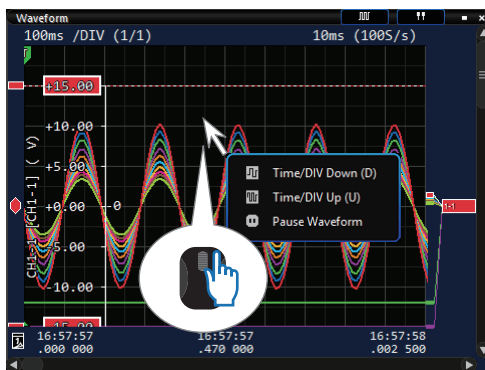 Waveform
100ms /DIV (1/1)
10ms (100S/s)
+15.00
+10.00
+5.00
+0.00
0
-5.00
-10.00
-15.00
CH1-1 [CH1-1] ( V)
Time/DIV Down (D)
Time/DIV Up (U)
Pause Waveform
1-1
16:57:57
.000 000
16:57:57
.470 000
16:57:58
.002 500